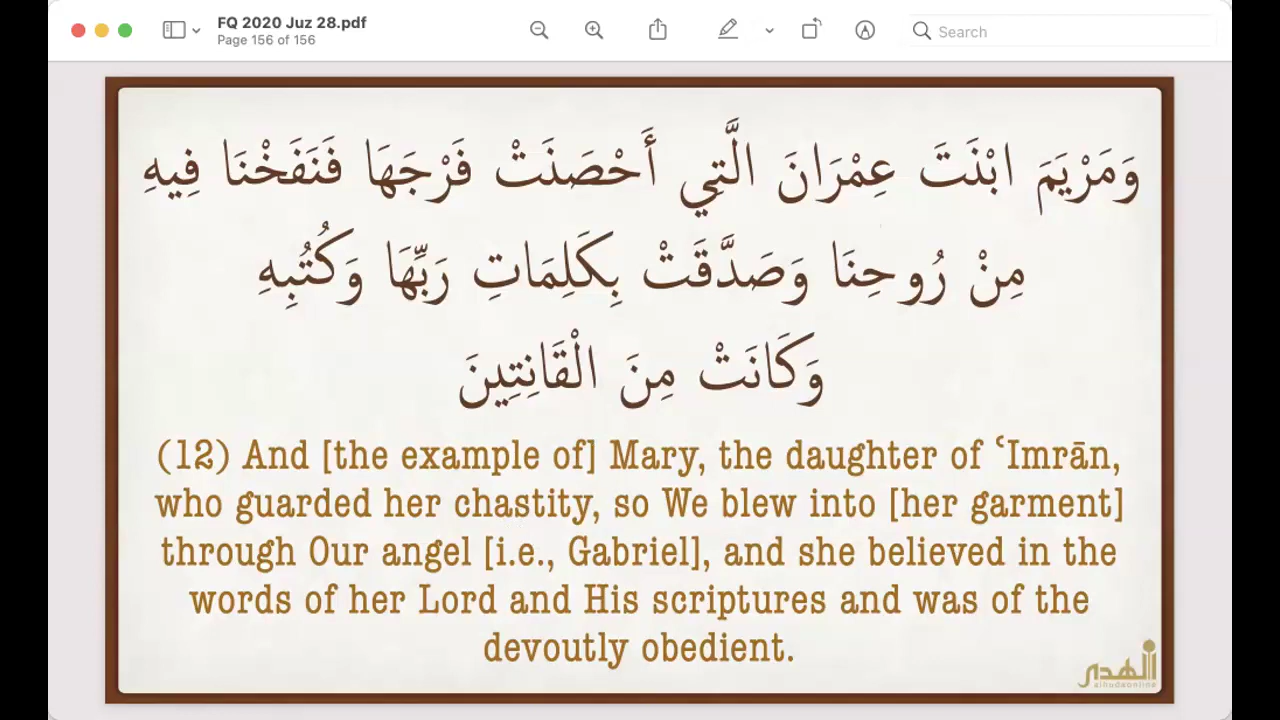 FQ 2020 Juz 28.pdf
Page 156 of 156
Search
وَمَرْيَمَ ابْنَتَ عِمْرَانَ الَّتِي أَحْصَنَتْ فَرْجَهَا فَنَفَخْنَا فِيهِ
مِنْ رُوحِنَا وَصَدَّقَتْ بِكَلِمَاتِ رَبِّهَا وَكُتُبِهِ
وَكَانَتْ مِنَ الْقَانِتِينَ
(12) And [the example of] Mary, the daughter of ʿImrān,
who guarded her chastity, so We blew into [her garment]
through Our angel [i.e., Gabriel], and she believed in the
words of her Lord and His scriptures and was of the
devoutly obedient.
الهدى
alhudaonline